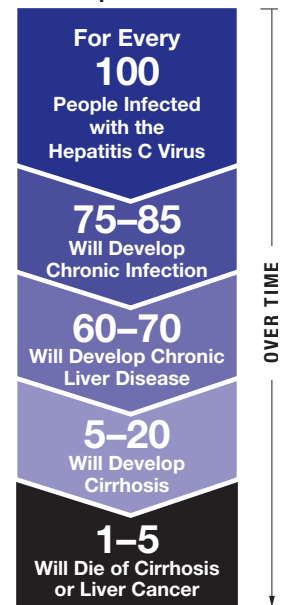 For Every
100
People Infected
with the
Hepatitis C Virus
75–85
Will Develop
Chronic Infection
60–70
Will Develop Chronic
Liver Disease
5–20
Will Develop
Cirrhosis
1–5
Will Die of Cirrhosis
or Liver Cancer
OVER TIME